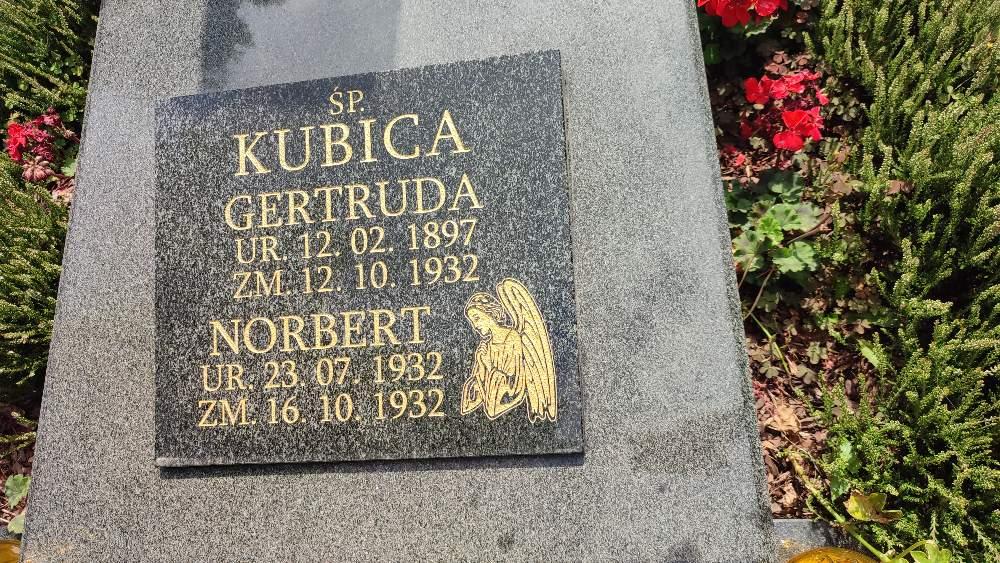 ŚP.
KUBICA
GERTRUDA
UR. 12. 02. 1897
ZM. 12. 10. 1932
NORBERT
UR. 23. 07. 1932
ZM. 16. 10. 1932